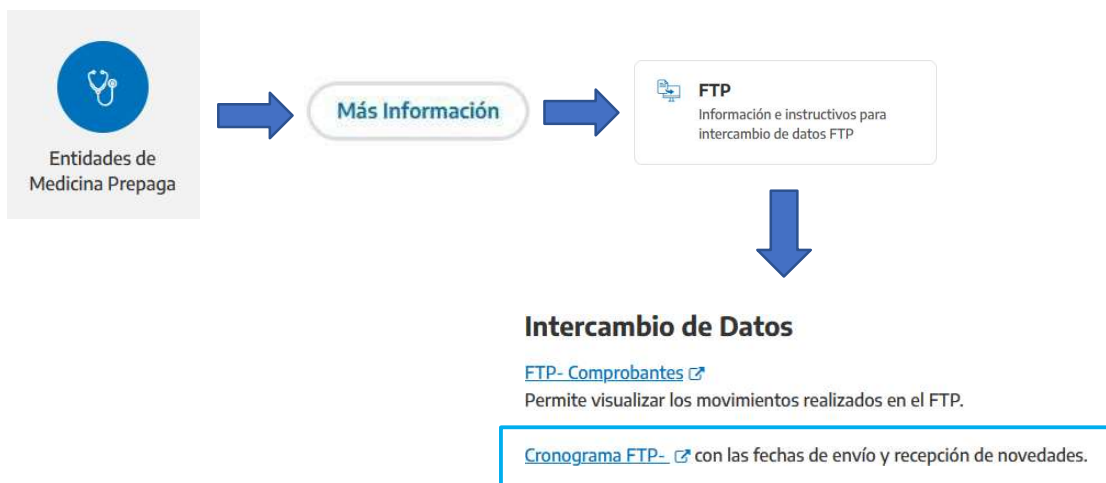 Entidades de
Medicina Prepaga
Más Información
FTP
Información e instructivos para
intercambio de datos FTP
Intercambio de Datos
FTP- Comprobantes
Permite visualizar los movimientos realizados en el FTP.
Cronograma FTP- con las fechas de envío y recepción de novedades.